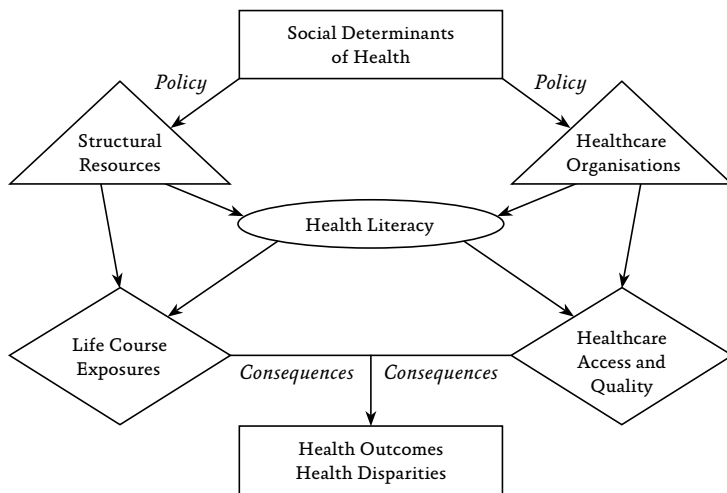 Social Determinants
of Health
Policy
Policy
Structural
Resources
Healthcare
Organisations
Health Literacy
Life Course
Exposures
Healthcare
Access and
Quality
Consequences
Consequences
Health Outcomes
Health Disparities